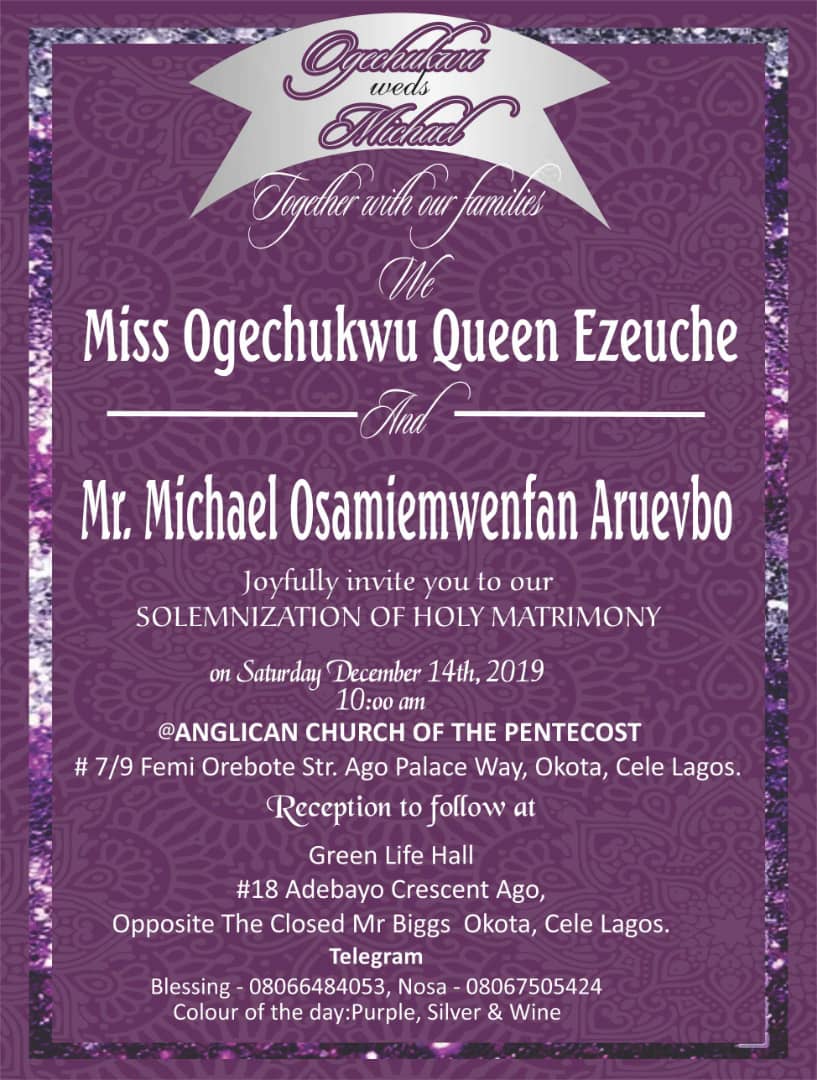 Ogechukwu
weds
Michael
Together with our families
We
Miss Ogechukwu Queen Ezeuche
And
Mr. Michael Osamiemwenfan Aruevbo
Joyfully invite you to our
SOLEMNIZATION OF HOLY MATRIMONY
on Saturday December 14th, 2019
10:00 am
@ANGLICAN CHURCH OF THE PENTECOST
# 7/9 Femi Orebote Str. Ago Palace Way, Okota, Cele Lagos.
Reception to follow at
Green Life Hall
#18 Adebayo Crescent Ago,
Opposite The Closed Mr Biggs Okota, Cele Lagos.
Telegram
Blessing - 08066484053, Nosa - 08067505424
Colour of the day:Purple, Silver & Wine